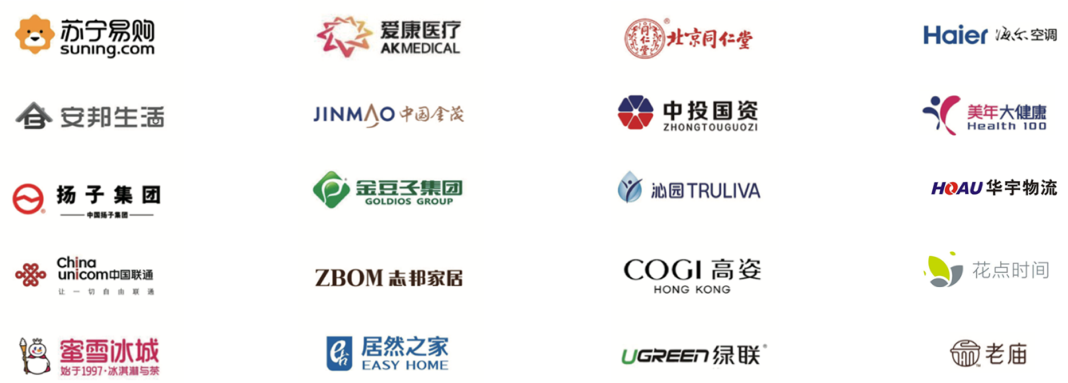 苏宁易购
suning.com
爱康医疗
AKMEDICAL
北京同仁堂
Haier 海尔空调
安邦生活
JINMAO 中国金茂
中投国资
ZHONGTOUGUOZI
美年大健康
Health 100
扬子集团
中国扬子集团
金豆子集团
GOLDIOS GROUP
沁园 TRULIVA
HOAU 华宇物流
China
unicom中国联通
让一切自由联通
ZBOM 志邦家居
COGI 高姿
HONG KONG
花点时间
蜜雪冰城
始于1997·冰淇淋与茶
居然之家
EASY HOME
UGREEN 绿联
老庙